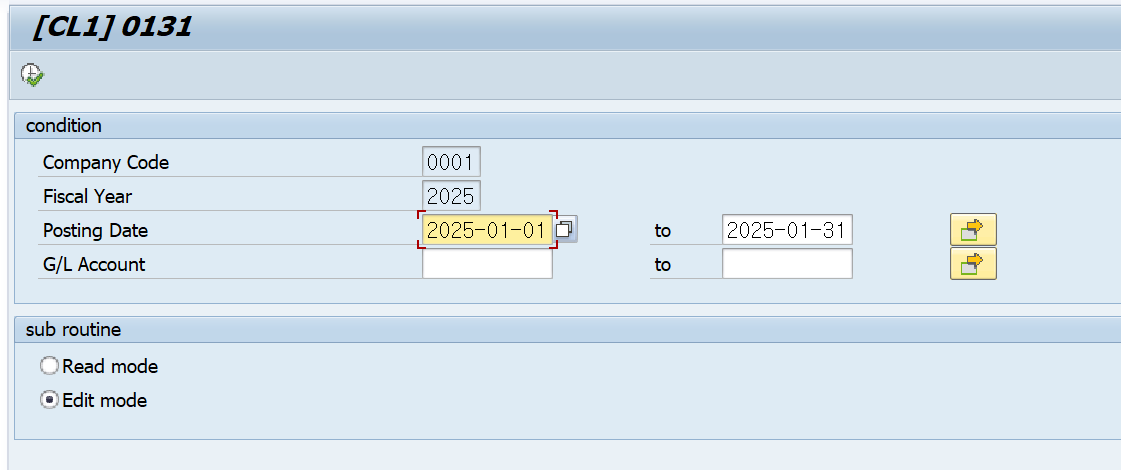 [CL1] 0131
condition
Company Code 0001
Fiscal Year 2025
Posting Date 2025-01-01 to 2025-01-31
G/L Account to
sub routine
Read mode
Edit mode